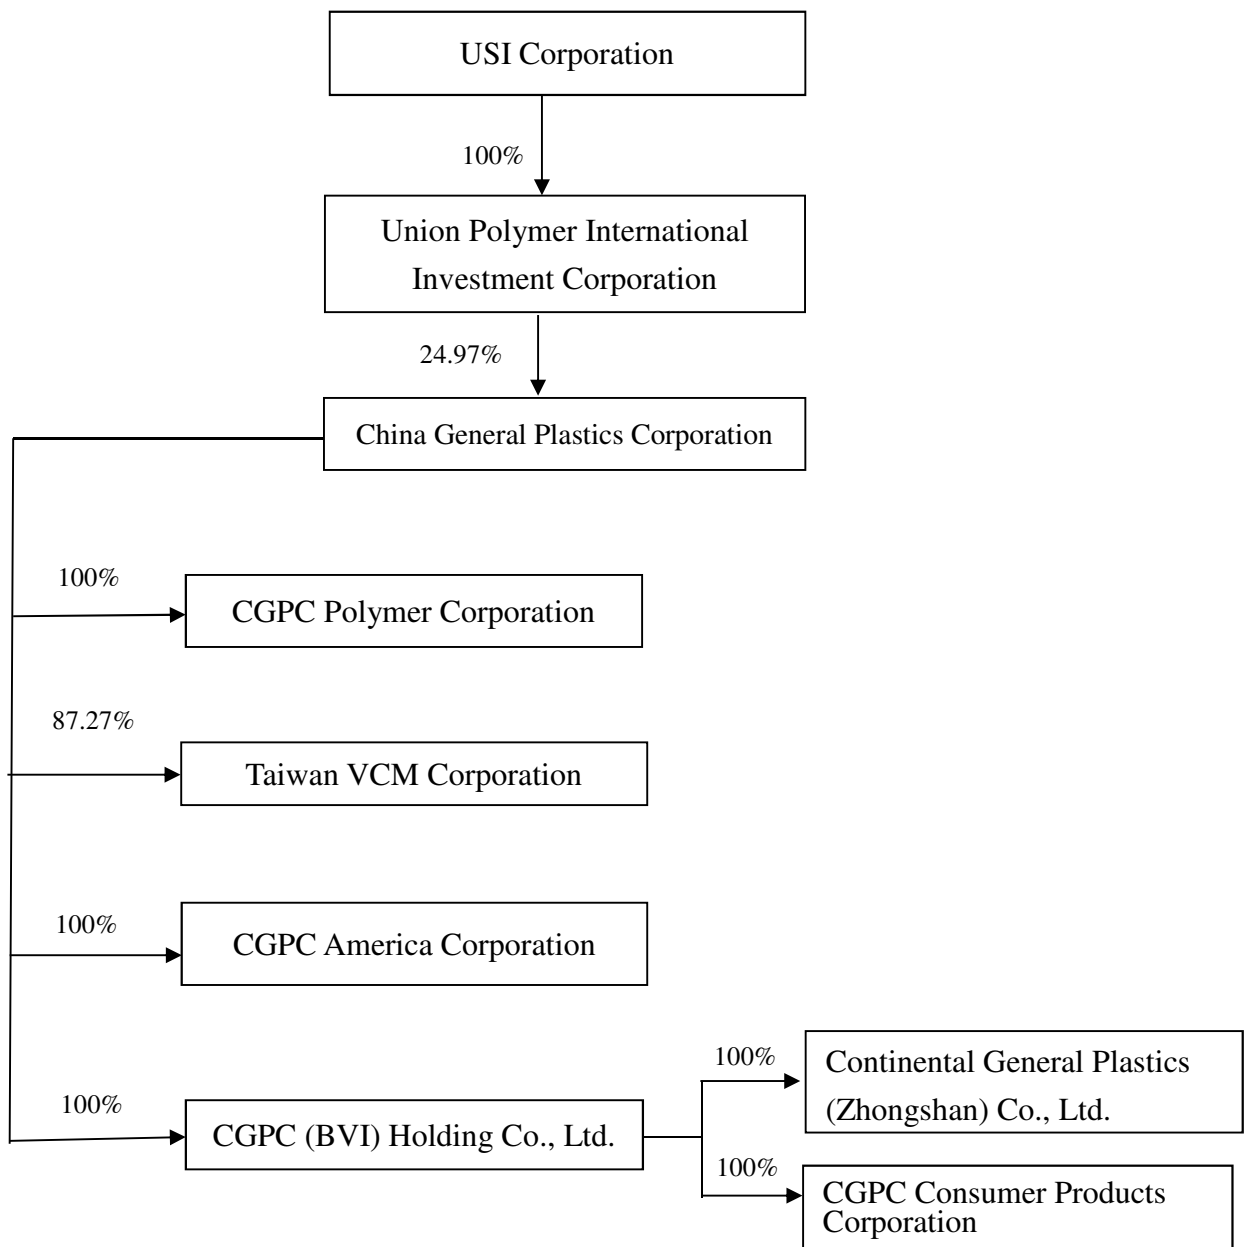 USI Corporation
100%
Union Polymer International
Investment Corporation
24.97%
China General Plastics Corporation
100%
CGPC Polymer Corporation
87.27%
Taiwan VCM Corporation
100%
CGPC America Corporation
100%
CGPC (BVI) Holding Co., Ltd.
100%
Continental General Plastics
(Zhongshan) Co., Ltd.
100%
CGPC Consumer Products
Corporation